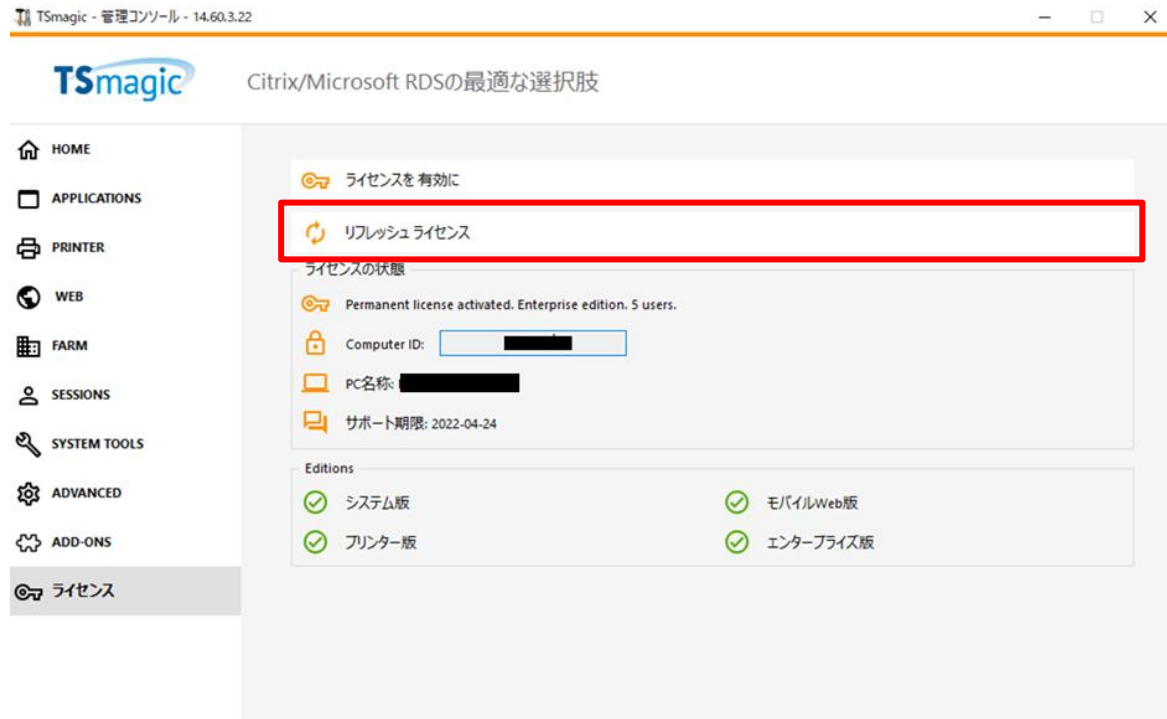 TSmagic - 管理コンソール - 14.60.3.22
TSmagic
Citrix/Microsoft RDSの最適な選択肢
HOME
APPLICATIONS
PRINTER
WEB
FARM
SESSIONS
SYSTEM TOOLS
ADVANCED
ADD-ONS
ライセンス
ライセンスを 有効に
リフレッシュ ライセンス
ライセンスの状態
Permanent license activated. Enterprise edition. 5 users.
Computer ID:
PC名称:
サポート期限: 2022-04-24
Editions
システム版
モバイルWeb版
プリンター版
エンタープライズ版